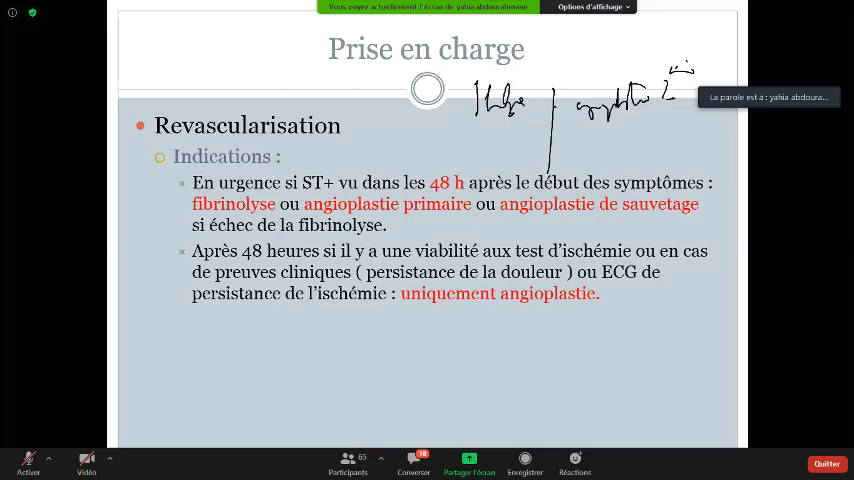 Vous voyez actuellement l'écran de yahia abdourahmane
Options d'affichage
Prise en charge
La parole est à : yahia abdoura...
Revascularisation
Indications :
En urgence si ST+ vu dans les 48 h après le début des symptômes :
fibrinolyse ou angioplastie primaire ou angioplastie de sauvetage
si échec de la fibrinolyse.
Après 48 heures si il y a une viabilité aux test d'ischémie ou en cas
de preuves cliniques ( persistance de la douleur ) ou ECG de
persistance de l'ischémie : uniquement angioplastie.
65
18
Activer
Vidéo
Participants
Converser
Partager l'écran
Enregistrer
Réactions
Quitter